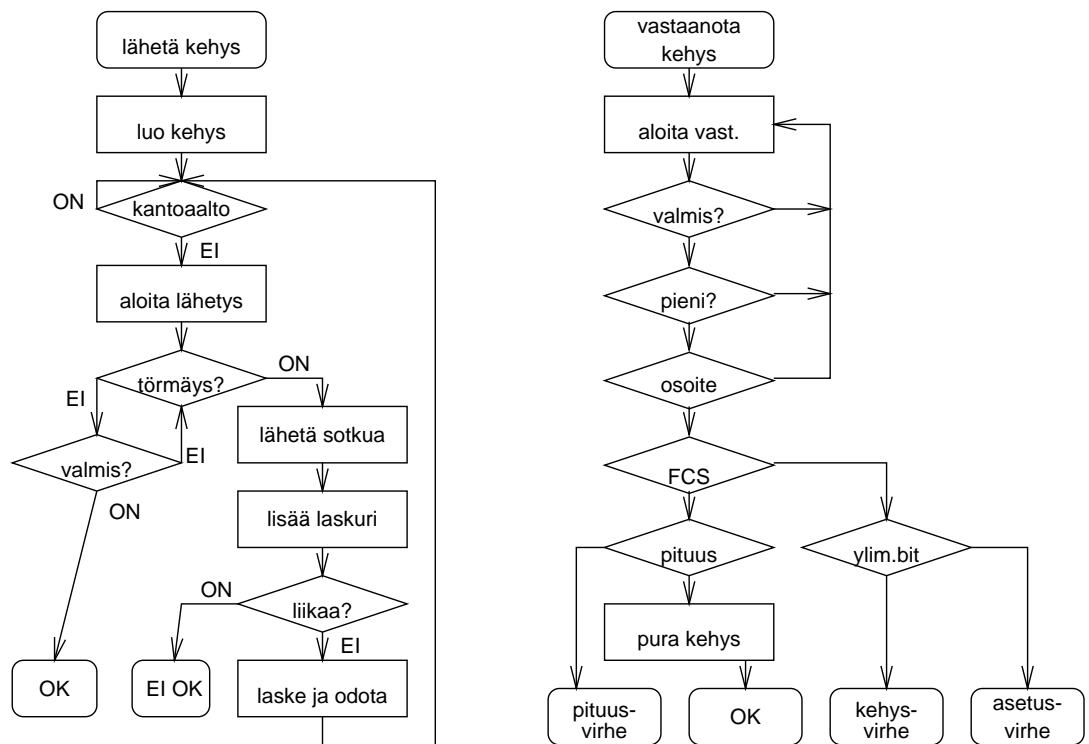 lähetä kehys
luo kehys
ON
kantoaalto
EI
aloita lähetys
törmäys?
ON
EI
lähetä sotkua
valmis?
EI
ON
lisää laskuri
ON
liikaa?
EI
OK
EI OK
laske ja odota
vastaanota
kehys
aloita vast.
valmis?
pieni?
osoite
FCS
pituus
ylim.bit
pura kehys
pituus-
virhe
OK
kehys-
virhe
asetus-
virhe